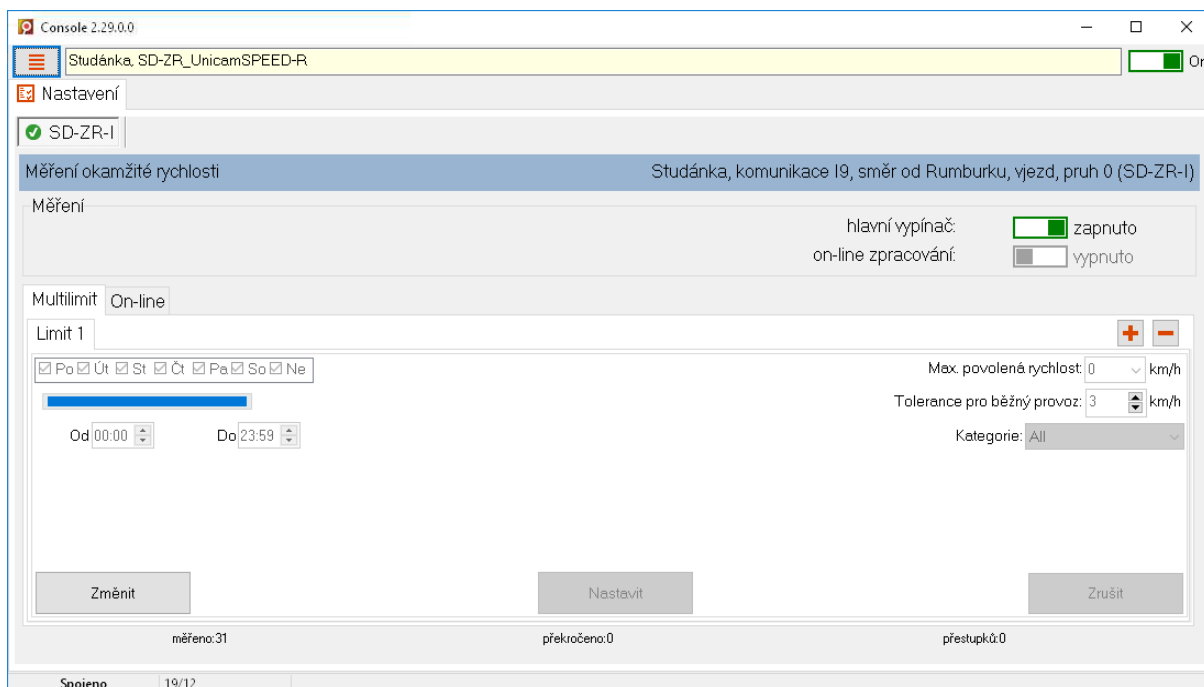 Console 2.29.0.0
Studánka, SD-ZR_UnicamSPEED-R
Nastavení
SD-ZR-I
Měření okamžité rychlosti Studánka, komunikace I9, směr od Rumburku, vjezd, pruh 0 (SD-ZR-I)
Měření
hlavní vypínač: zapnuto
on-line zpracování: vypnuto
Multilimit On-line
Limit 1
Po Út St Čt Pa So Ne Max. povolená rychlost: 0 km/h
Tolerance pro běžný provoz: 3 km/h
Od 00:00 Do 23:59 Kategorie: All
Změnit Nastavit Zrušit
měřeno:31 překročeno:0 přestupků:0
Spojeno 19/12